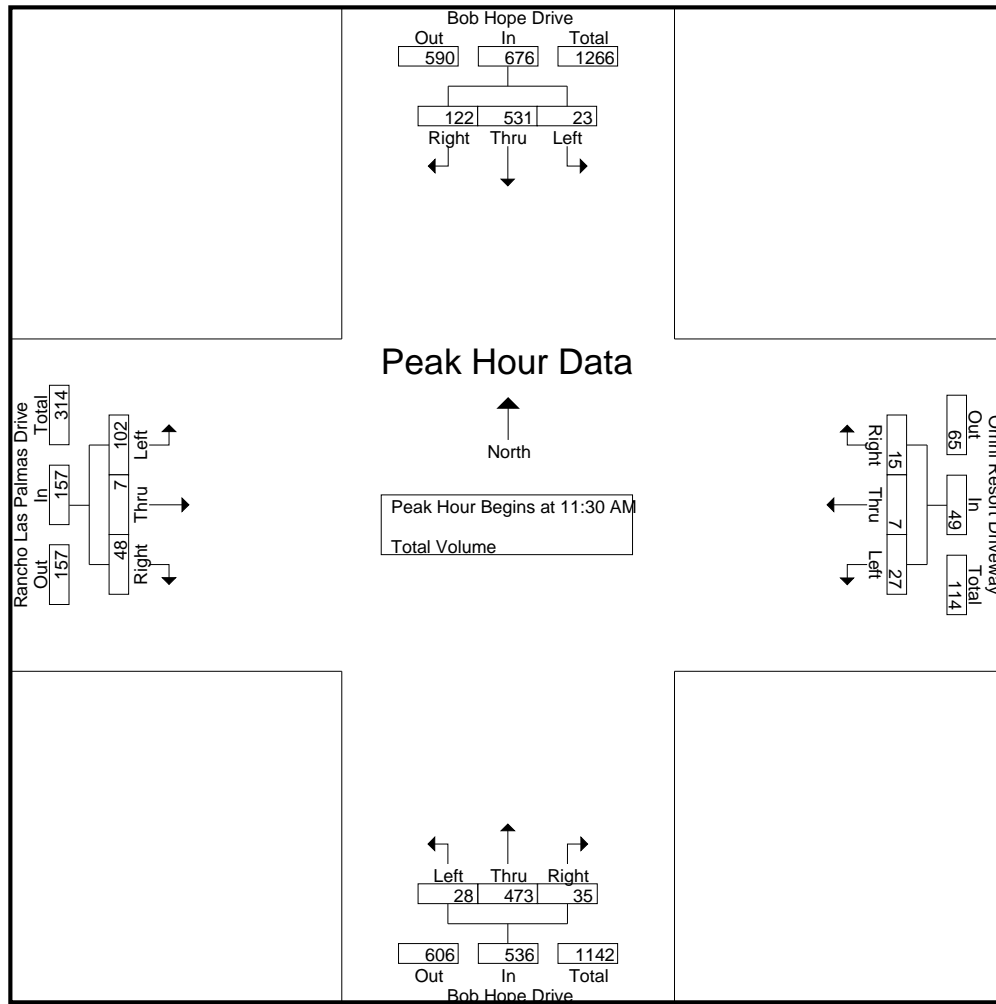 Bob Hope Drive
Out In Total
590 676 1266
122 531 23
Right Thru Left
Peak Hour Data
North
Peak Hour Begins at 11:30 AM
Total Volume
Rancho Las Palmas Drive
Out In Total
157 157 314
48 7 102
Right Thru Left
Omni Resort Driveway
Out In Total
65 49 114
15 7 27
Right Thru Left
Left Thru Right
28 473 35
606 536 1142
Out In Total
Bob Hope Drive